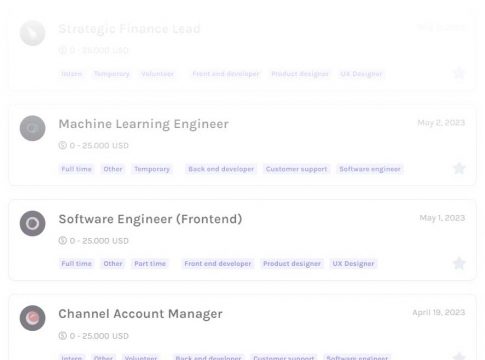 Strategic Finance Lead
0 - 25.000 USD
Intern Temporory Volunteer Front end developer Product designer UX Designer
Machine Learning Engineer May 2, 2023
0 - 25.000 USD
Full time Other Temporory Back end developer Customer support Software engineer
Software Engineer (Frontend) May 1, 2023
0 - 25.000 USD
Full time Other Part time Front end developer Product designer UX Designer
Channel Account Manager April 19, 2023
0 - 25.000 USD
Intern Other Volunteer Back end developer Customer support Software engineer